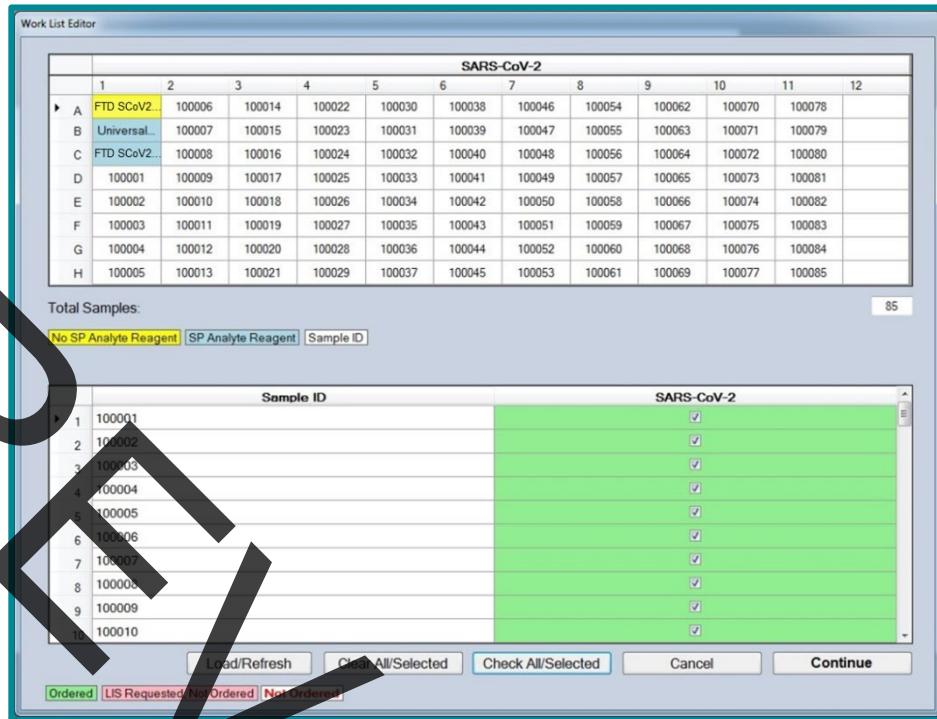 Work List Editor
SARS-CoV-2
1 2 3 4 5 6 7 8 9 10 11 12
A FTD SCoV2... 100006 100014 100022 100030 100038 100046 100054 100062 100070 100078
B Universal... 100007 100015 100023 100031 100039 100047 100055 100063 100071 100079
C FTD SCoV2... 100008 100016 100024 100032 100040 100048 100056 100064 100072 100080
D 100001 100009 100017 100025 100033 100041 100049 100057 100065 100073 100081
E 100002 100010 100018 100026 100034 100042 100050 100058 100066 100074 100082
F 100003 100011 100019 100027 100035 100043 100051 100059 100067 100075 100083
G 100004 100012 100020 100028 100036 100044 100052 100060 100068 100076 100084
H 100005 100013 100021 100029 100037 100045 100053 100061 100069 100077 100085
Total Samples: 85
No SP Analyte Reagent SP Analyte Reagent Sample ID
Sample ID SARS-CoV-2
1 100001
2 100002
3 100003
4 100004
5 100005
6 100006
7 100007
8 100008
9 100009
10 100010
Load/Refresh Clear All/Selected Check All/Selected Cancel Continue
Ordered LIS Requested, Not Ordered Not Ordered